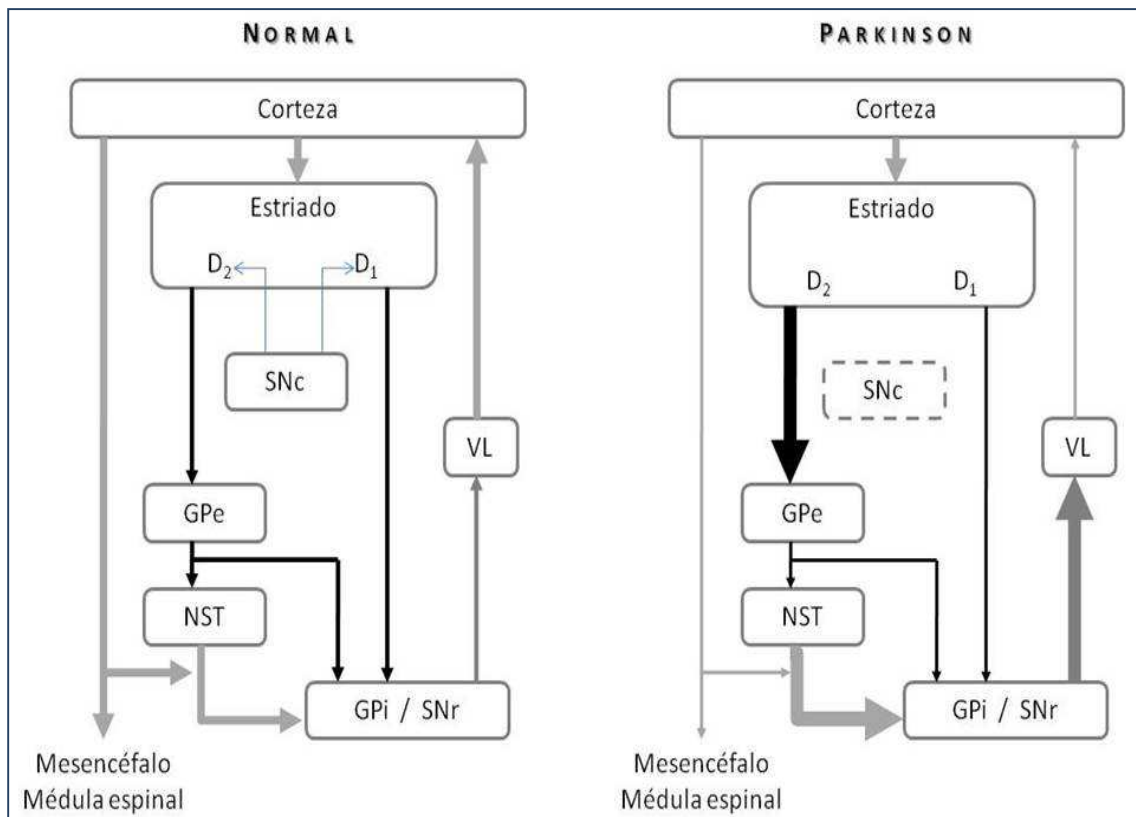 NORMAL
Corteza
Estriado
D₂
D₁
SNc
VL
GPe
NST
GPi / SNr
Mesencéfalo
Médula espinal
PARKINSON
Corteza
Estriado
D₂
D₁
SNc
VL
GPe
NST
GPi / SNr
Mesencéfalo
Médula espinal